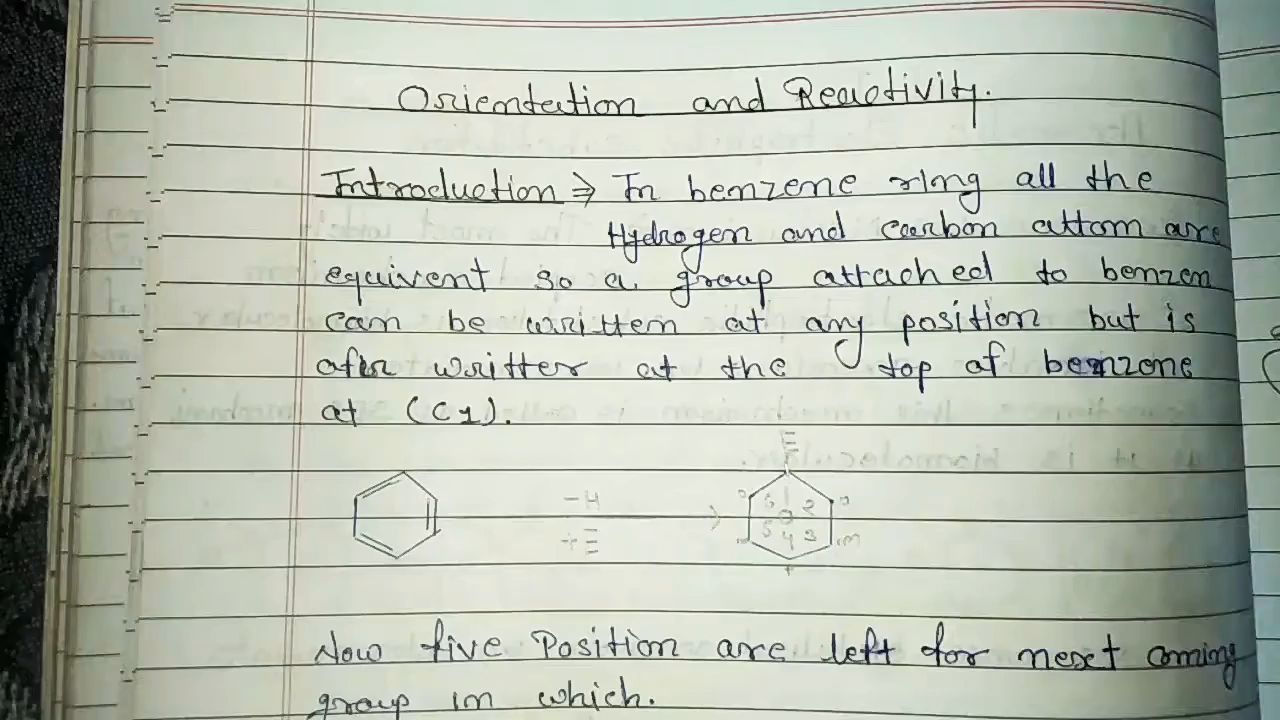 Orientation and Reactivity.
Introduction ⇒ In benzene ring all the
Hydrogen and carbon attom are
equivent so a group attached to benzen
can be written at any position but is
ofen writter at the top of benzone
at (C1).
-H
+E
E
1
2
3
4
5
6
o
o
m
m
Now five Position are left for next coming
group in which.